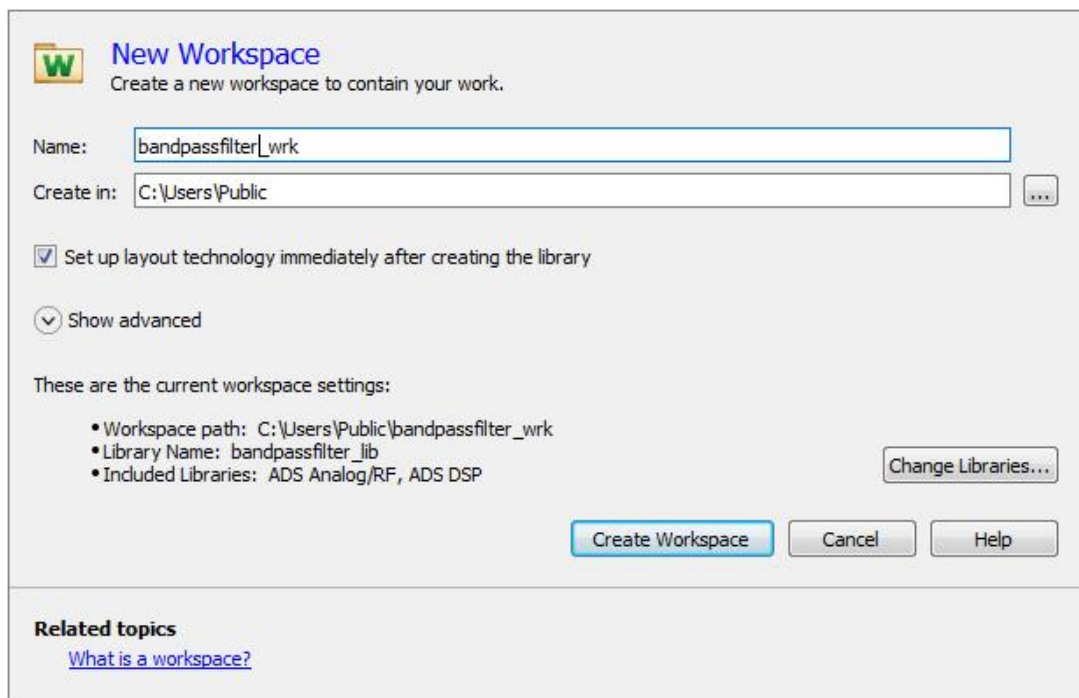 W
New Workspace
Create a new workspace to contain your work.
Name: bandpassfilter_wrk
Create in: C:\Users\Public ...
Set up layout technology immediately after creating the library
Show advanced
These are the current workspace settings:
• Workspace path: C:\Users\Public\bandpassfilter_wrk
• Library Name: bandpassfilter_lib
• Included Libraries: ADS Analog/RF, ADS DSP
Change Libraries...
Create Workspace Cancel Help
Related topics
What is a workspace?